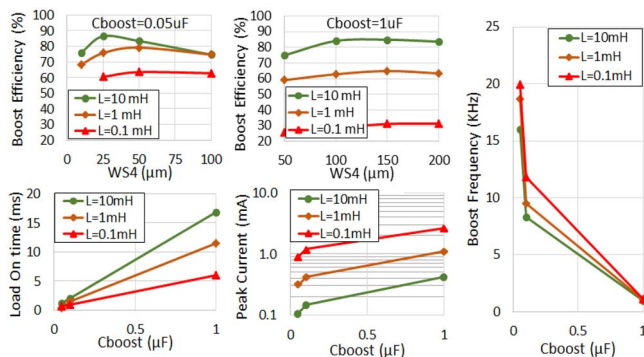 Boost Efficiency (%)
100
90
80
70
60
50
40
30
20
Cboost=0.05uF
L=10 mH
L=1 mH
L=0.1 mH
0
25
50
75
100
WS4 (µm)
Boost Efficiency (%)
100
90
80
70
60
50
40
30
20
Cboost=1uF
L=10 mH
L=1 mH
L=0.1 mH
50
100
150
200
WS4 (µm)
Boost Frequency (KHz)
25
20
15
10
5
0
L=10mH
L=1mH
L=0.1mH
0
0.5
1
Cboost (µF)
Load On time (ms)
20
15
10
5
0
L=10mH
L=1mH
L=0.1mH
0
0.5
1
Cboost (µF)
Peak Current (mA)
10.0
1.0
0.1
L=10mH
L=1mH
L=0.1mH
0
0.5
1
Cboost (µF)